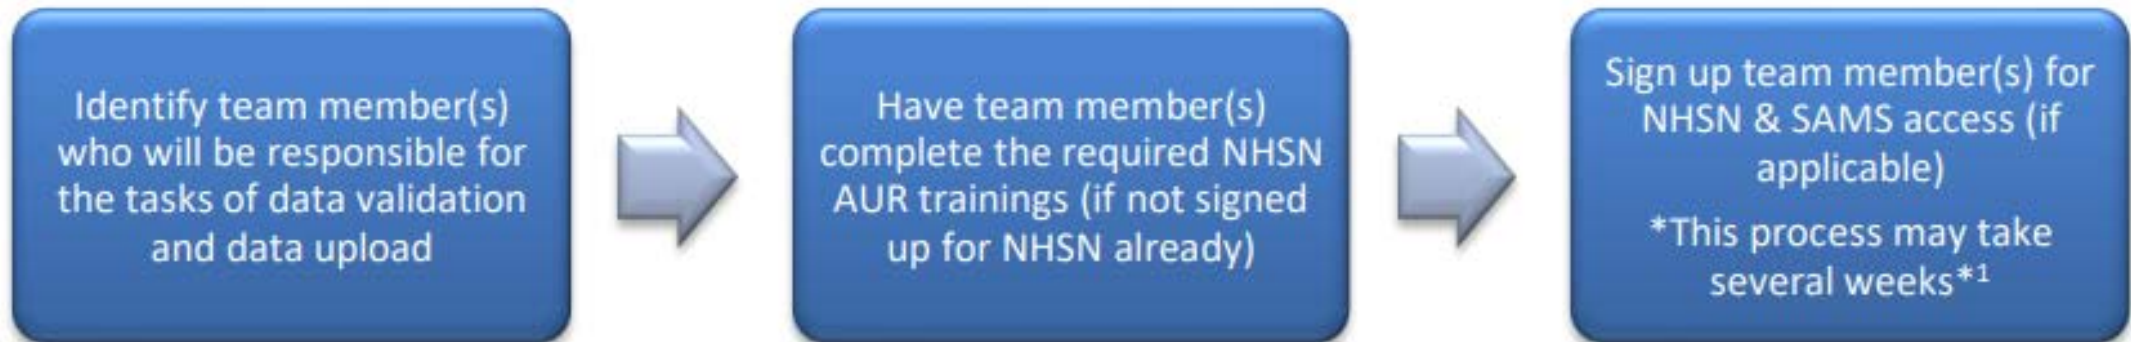 Identify team member(s)
who will be responsible for
the tasks of data validation
and data upload
Have team member(s)
complete the required NHSN
AUR trainings (if not signed
up for NHSN already)
Sign up team member(s) for
NHSN & SAMS access (if
applicable)
*This process may take
several weeks*¹